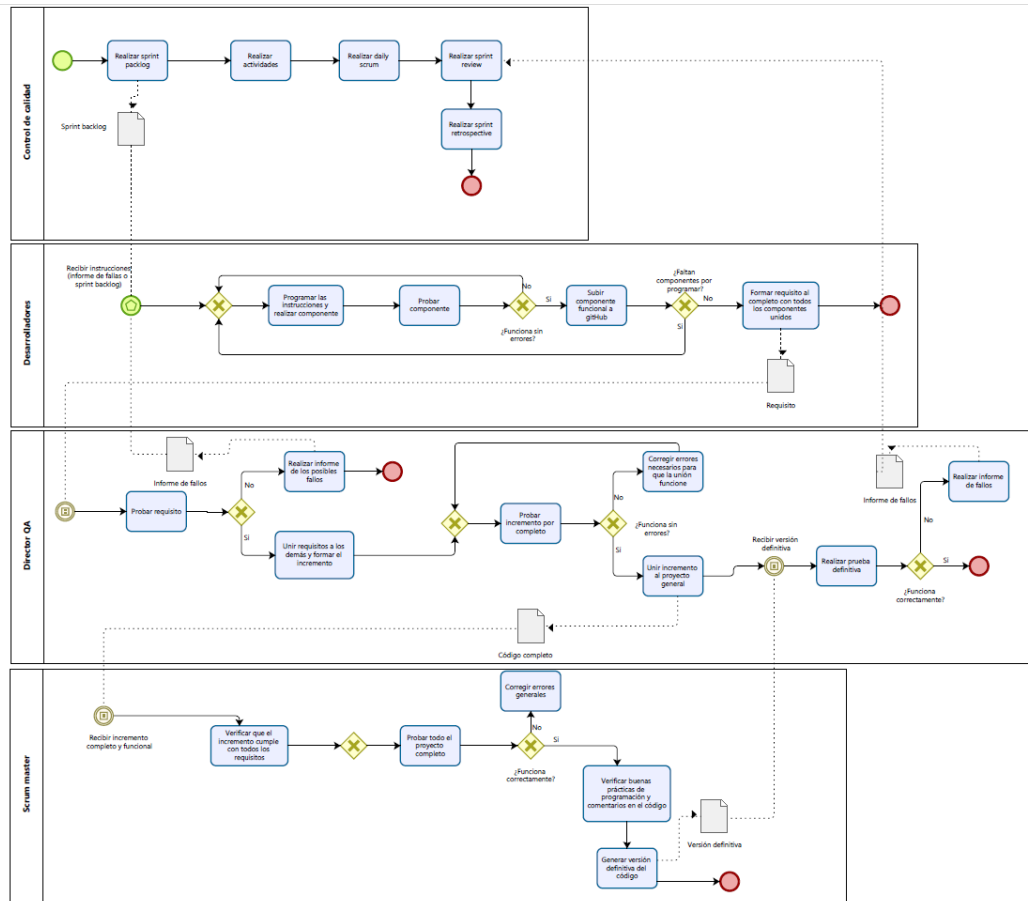 Control de calidad
Realizar sprint
packlog
Realizar
actividades
Realizar daily
scrum
Realizar sprint
review
Sprint backlog
Realizar sprint
retrospective
Desarrolladores
Recibir instrucciones
(informe de fallas o
sprint backlog)
Programar las
instrucciones y
realizar componente
Probar
componente
No
Si
¿Funciona sin
errores?
Subir
componente
funcional a
gitHub
¿Faltan
componentes por
programar?
No
Si
Formar requisito al
completo con todos
los componentes
unidos
Requisito
Director QA
Informe de fallos
Probar requisito
No
Si
Realizar informe
de los posibles
fallos
Unir requisitos a los
demás y formar el
incremento
Probar
incremento por
completo
Corregir errores
necesarios para
que la unión
funcione
No
¿Funciona sin
errores?
Si
Unir incremento
al proyecto
general
Código completo
Recibir versión
definitiva
Realizar prueba
definitiva
Informe de fallos
Realizar informe
de fallos
No
Si
¿Funciona
correctamente?
Scrum master
Recibir incremento
completo y funcional
Verificar que el
incremento cumple
con todos los
requisitos
Probar todo el
proyecto
completo
Corregir errores
generales
No
Si
¿Funciona
correctamente?
Verificar buenas
prácticas de
programación y
comentarios en el código
Generar versión
definitiva del
código
Versión definitiva